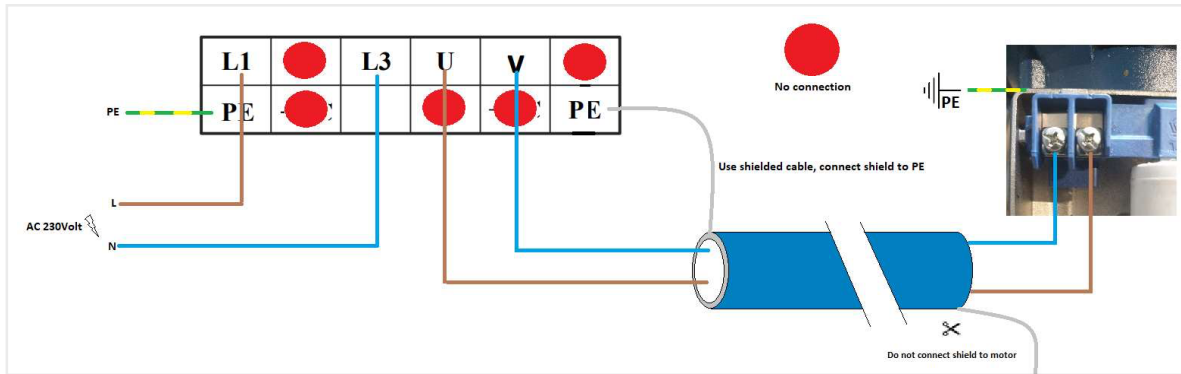 L1
L3
U
V
PE
PE
PE
L
AC 230Volt
N
No connection
PE
Use shielded cable, connect shield to PE
Do not connect shield to motor